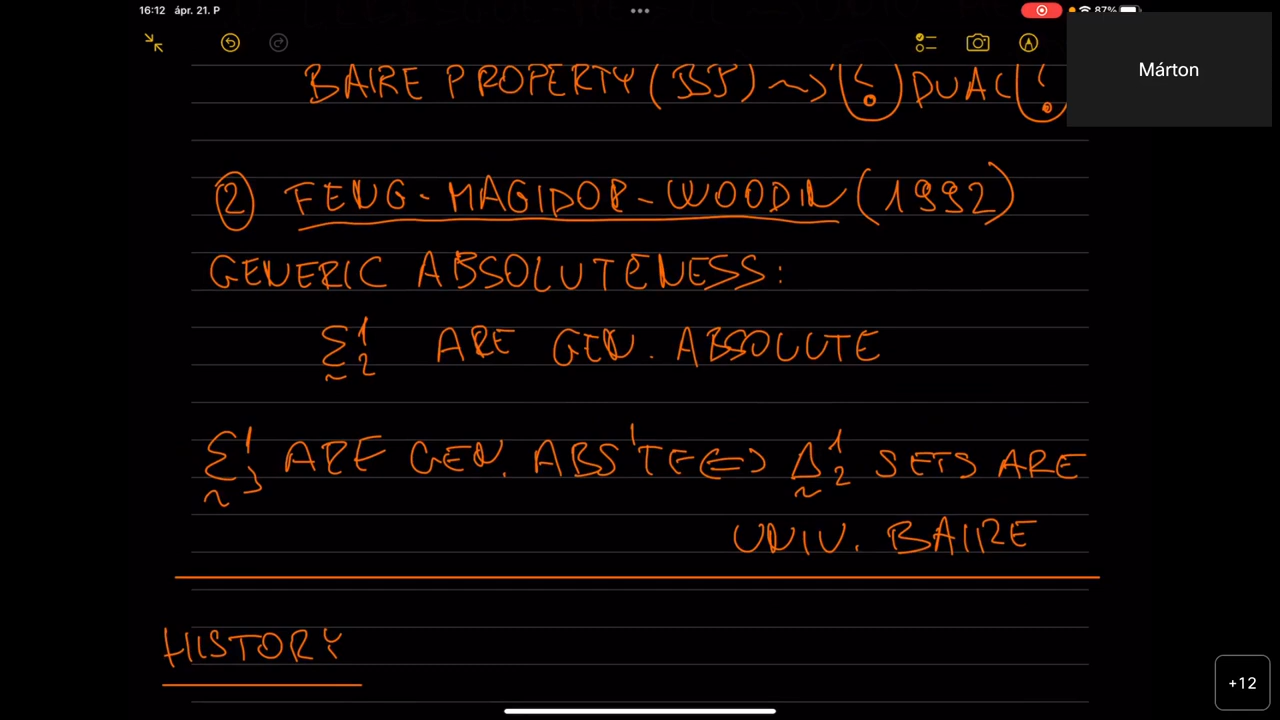 16:12 ápr. 21. P
87%
Márton
BAIRE PROPERTY (BP) ~> (    ) DUAL (
② FENG-MAGIDOR-WOODIN (1992)
GENERIC ABSOLUTENESS:
Σ¹₂ ARE GEN. ABSOLUTE
Σ¹₃ ARE GEN. ABS'TE <=> Δ¹₂ SETS ARE
UNIV. BAIRE
HISTORY
+12